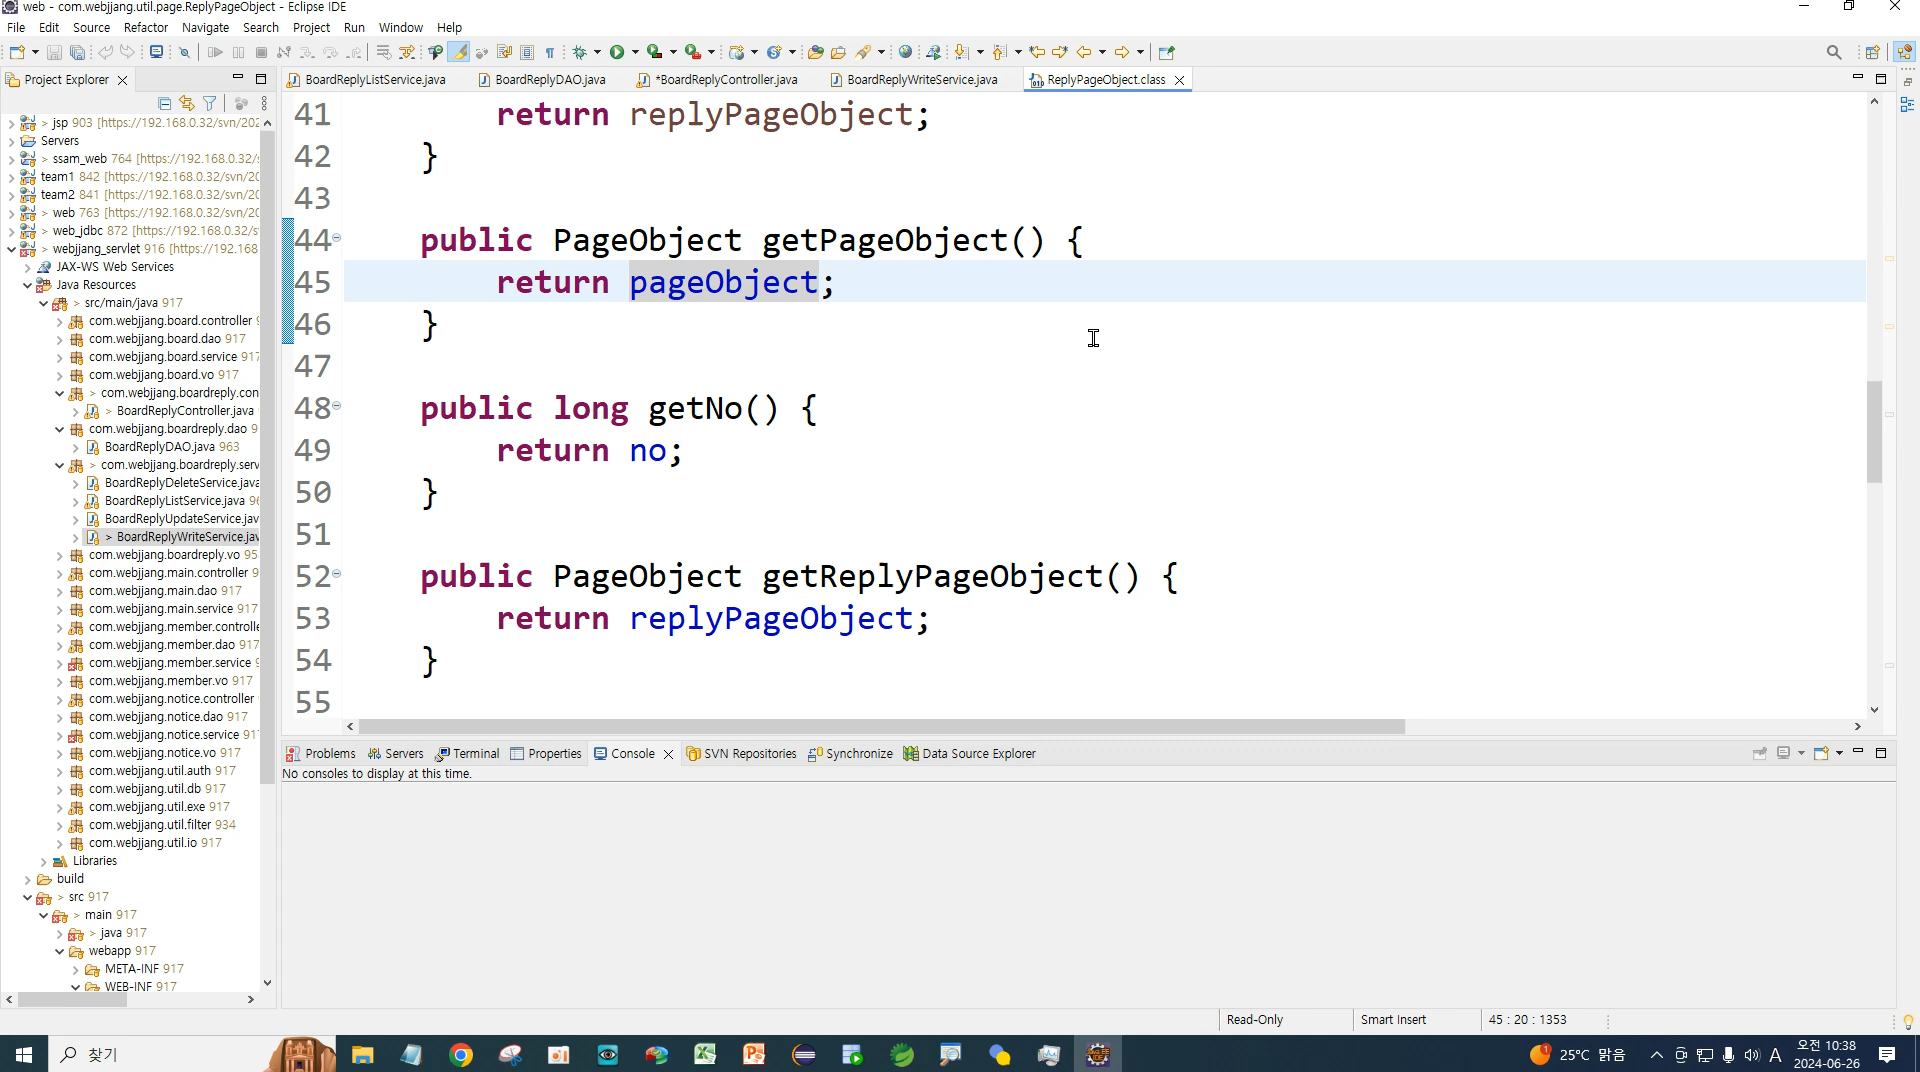 web - com.webjjang.util.page.ReplyPageObject - Eclipse IDE
File Edit Source Refactor Navigate Search Project Run Window Help
Project Explorer
BoardReplyListService.java BoardReplyDAO.java *BoardReplyController.java BoardReplyWriteService.java ReplyPageObject.class
> jsp 903 [https://192.168.0.32/svn/202
Servers
> ssam_web 764 [https://192.168.0.32/s
team1 842 [https://192.168.0.32/svn/20
team2 841 [https://192.168.0.32/svn/20
> web 763 [https://192.168.0.32/svn/20
> web_jdbc 872 [https://192.168.0.32/s
> webjjang_servlet 916 [https://192.168
JAX-WS Web Services
Java Resources
> src/main/java 917
com.webjjang.board.controller 9
com.webjjang.board.dao 917
com.webjjang.board.service 917
com.webjjang.board.vo 917
> com.webjjang.boardreply.con
> BoardReplyController.java
com.webjjang.boardreply.dao 9
BoardReplyDAO.java 963
> com.webjjang.boardreply.serv
BoardReplyDeleteService.java
BoardReplyListService.java 96
BoardReplyUpdateService.jav
> BoardReplyWriteService.jav
com.webjjang.boardreply.vo 95
com.webjjang.main.controller 9
com.webjjang.main.dao 917
com.webjjang.main.service 917
com.webjjang.member.controlle
com.webjjang.member.dao 917
com.webjjang.member.service 9
com.webjjang.member.vo 917
com.webjjang.notice.controller
com.webjjang.notice.dao 917
com.webjjang.notice.service 917
com.webjjang.notice.vo 917
com.webjjang.util.auth 917
com.webjjang.util.db 917
com.webjjang.util.exe 917
com.webjjang.util.filter 934
com.webjjang.util.io 917
Libraries
build
> src 917
> main 917
> java 917
webapp 917
META-INF 917
WEB-INF 917
41 return replyPageObject;
42 }
43
44 public PageObject getPageObject() {
45 return pageObject;
46 }
47
48 public long getNo() {
49 return no;
50 }
51
52 public PageObject getReplyPageObject() {
53 return replyPageObject;
54 }
55
Problems Servers Terminal Properties Console SVN Repositories Synchronize Data Source Explorer
No consoles to display at this time.
Read-Only Smart Insert 45 : 20 : 1353
찾기
25°C 맑음 A 오전 10:38
2024-06-26